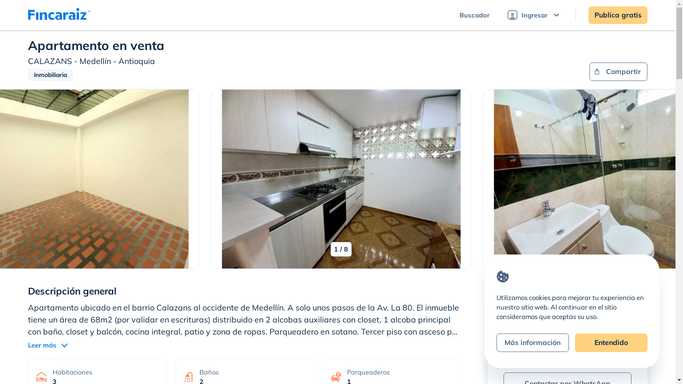 Fincaraiz
Buscador
Ingresar
Publica gratis
Apartamento en venta
CALAZANS - Medellín - Antioquia
Inmobiliaria
Compartir
1 / 8
Descripción general
Apartamento ubicado en el barrio Calazans al occidente de Medellín. A solo unos pasos de la Av. La 80. El inmueble
tiene un área de 68m2 (por validar en escrituras) distribuido en 2 alcobas auxiliares con closet, 1 alcoba principal
con baño, closet y balcón, cocina integral, patio y zona de ropas. Parqueadero en sotano. Tercer piso con asceso p...
Leer más
Habitaciones
3
Baños
2
Parqueaderos
1
Utilizamos cookies para mejorar tu experiencia en
nuestro sitio web. Al continuar en el sitio
consideramos que aceptas su uso.
Más información
Entendido
Contactar por WhatsApp